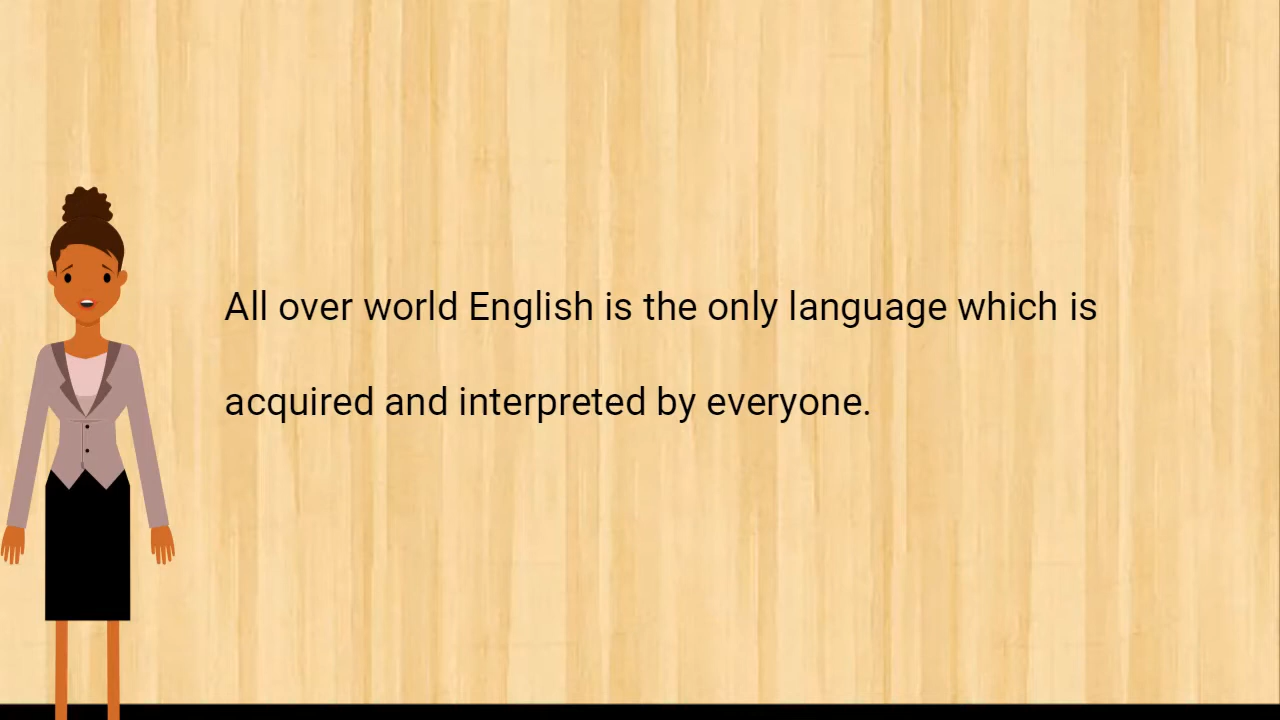 All over world English is the only language which is
acquired and interpreted by everyone.